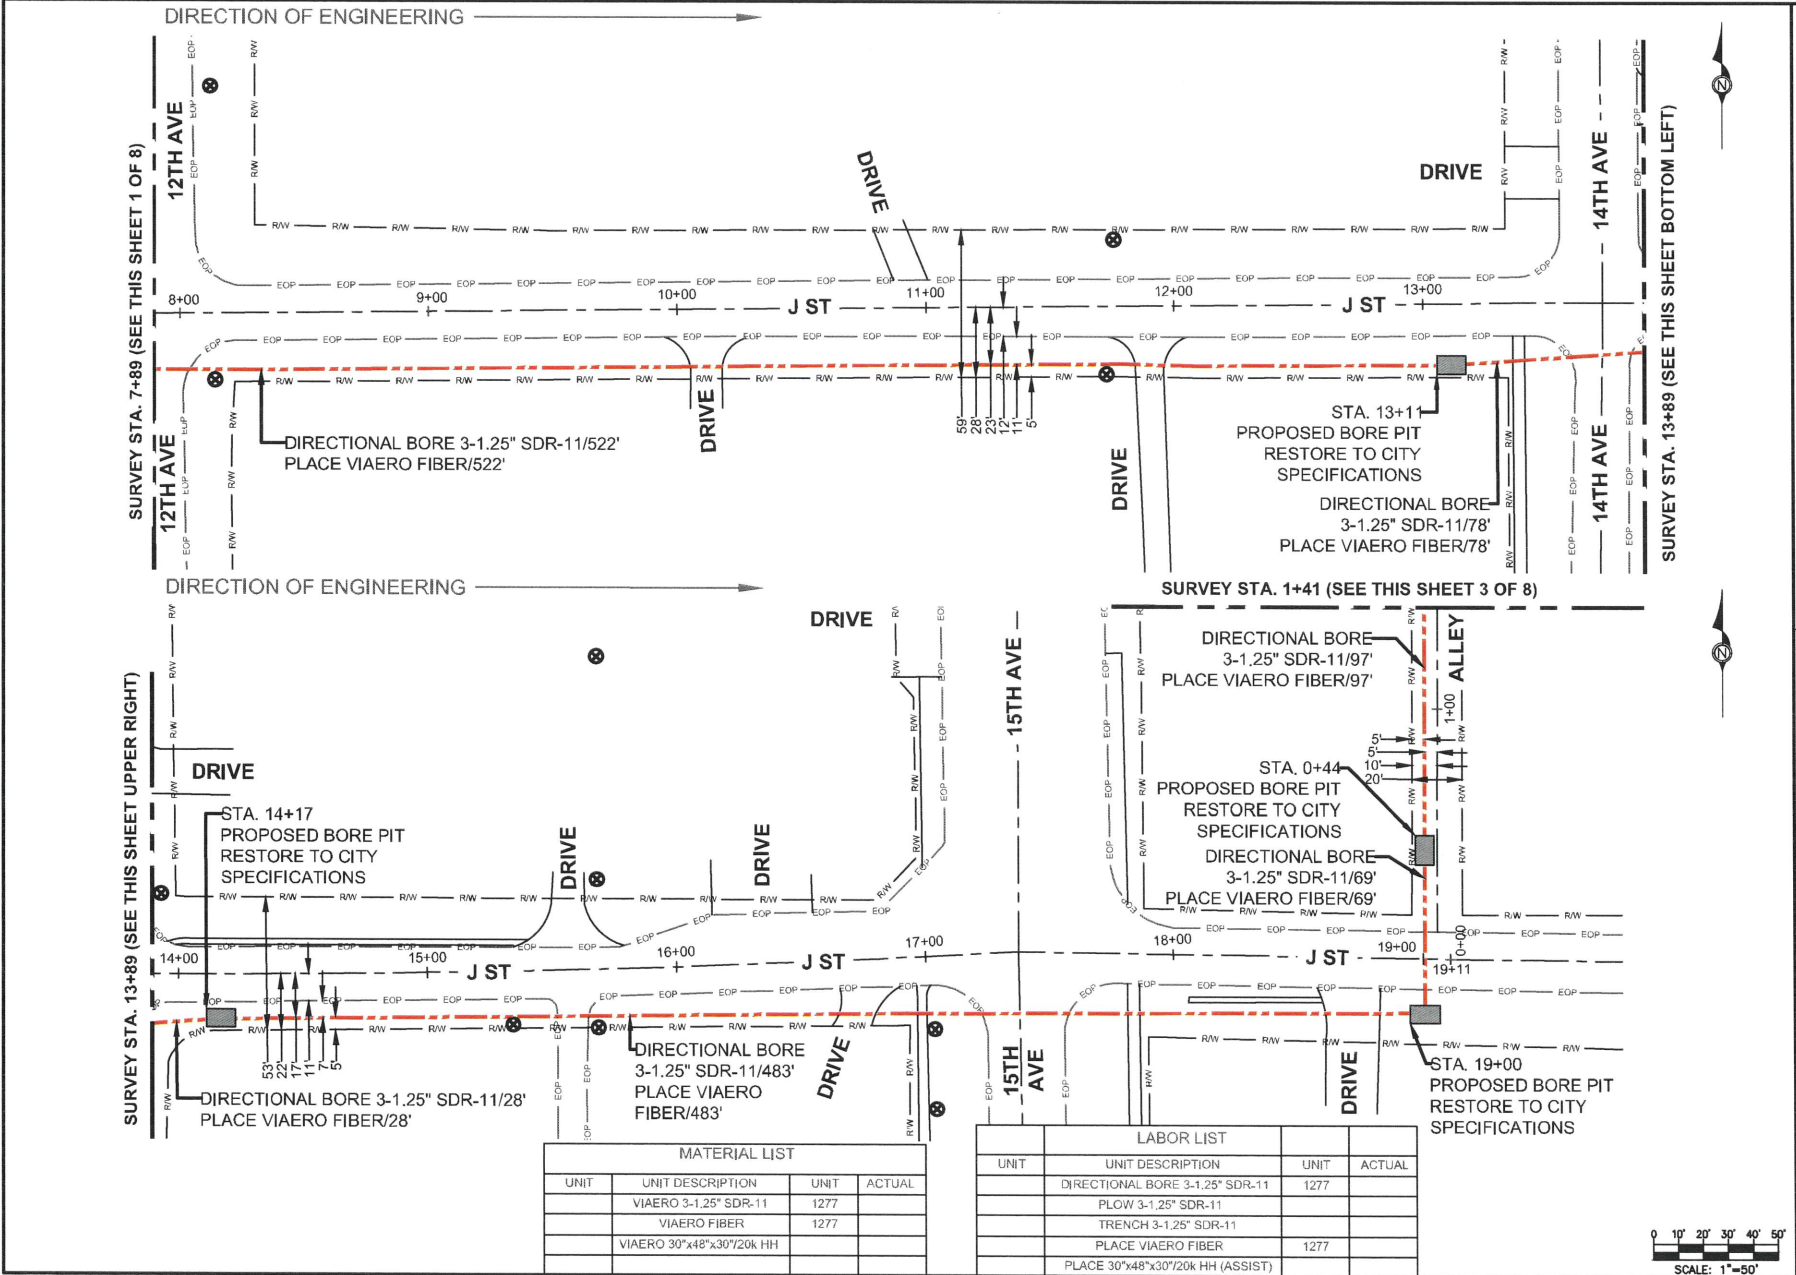 DIRECTION OF ENGINEERING
SURVEY STA. 7+89 (SEE THIS SHEET 1 OF 8)
12TH AVE
12TH AVE
DRIVE
DRIVE
14TH AVE
14TH AVE
SURVEY STA. 13+89 (SEE THIS SHEET BOTTOM LEFT)
N
R/W
EOP
8+00
9+00
10+00
11+00
12+00
13+00
J ST
J ST
59'
28'
23'
12'
11'
5'
DRIVE
DRIVE
DIRECTIONAL BORE 3-1.25" SDR-11/522'
PLACE VIAERO FIBER/522'
STA. 13+11
PROPOSED BORE PIT
RESTORE TO CITY
SPECIFICATIONS
DIRECTIONAL BORE
3-1.25" SDR-11/78'
PLACE VIAERO FIBER/78'
DIRECTION OF ENGINEERING
SURVEY STA. 1+41 (SEE THIS SHEET 3 OF 8)
N
SURVEY STA. 13+89 (SEE THIS SHEET UPPER RIGHT)
DRIVE
DRIVE
15TH AVE
DIRECTIONAL BORE
3-1.25" SDR-11/97'
PLACE VIAERO FIBER/97'
ALLEY
1+00
5'
5'
10'
20'
STA. 0+44
PROPOSED BORE PIT
RESTORE TO CITY
SPECIFICATIONS
DIRECTIONAL BORE
3-1.25" SDR-11/69'
PLACE VIAERO FIBER/69'
STA. 14+17
PROPOSED BORE PIT
RESTORE TO CITY
SPECIFICATIONS
DRIVE
DRIVE
14+00
15+00
16+00
17+00
18+00
19+00
0+00
19+11
J ST
J ST
J ST
53'
22'
17'
11'
7'
5'
DIRECTIONAL BORE 3-1.25" SDR-11/28'
PLACE VIAERO FIBER/28'
DIRECTIONAL BORE
3-1.25" SDR-11/483'
PLACE VIAERO
FIBER/483'
DRIVE
15TH
AVE
DRIVE
STA. 19+00
PROPOSED BORE PIT
RESTORE TO CITY
SPECIFICATIONS
MATERIAL LIST
UNIT UNIT DESCRIPTION UNIT ACTUAL
VIAERO 3-1.25" SDR-11 1277
VIAERO FIBER 1277
VIAERO 30"x48"x30"/20k HH
LABOR LIST
UNIT UNIT DESCRIPTION UNIT ACTUAL
DIRECTIONAL BORE 3-1.25" SDR-11 1277
PLOW 3-1.25" SDR-11
TRENCH 3-1.25" SDR-11
PLACE VIAERO FIBER 1277
PLACE 30"x48"x30"/20k HH (ASSIST)
0 10' 20' 30' 40' 50'
SCALE: 1"=50'